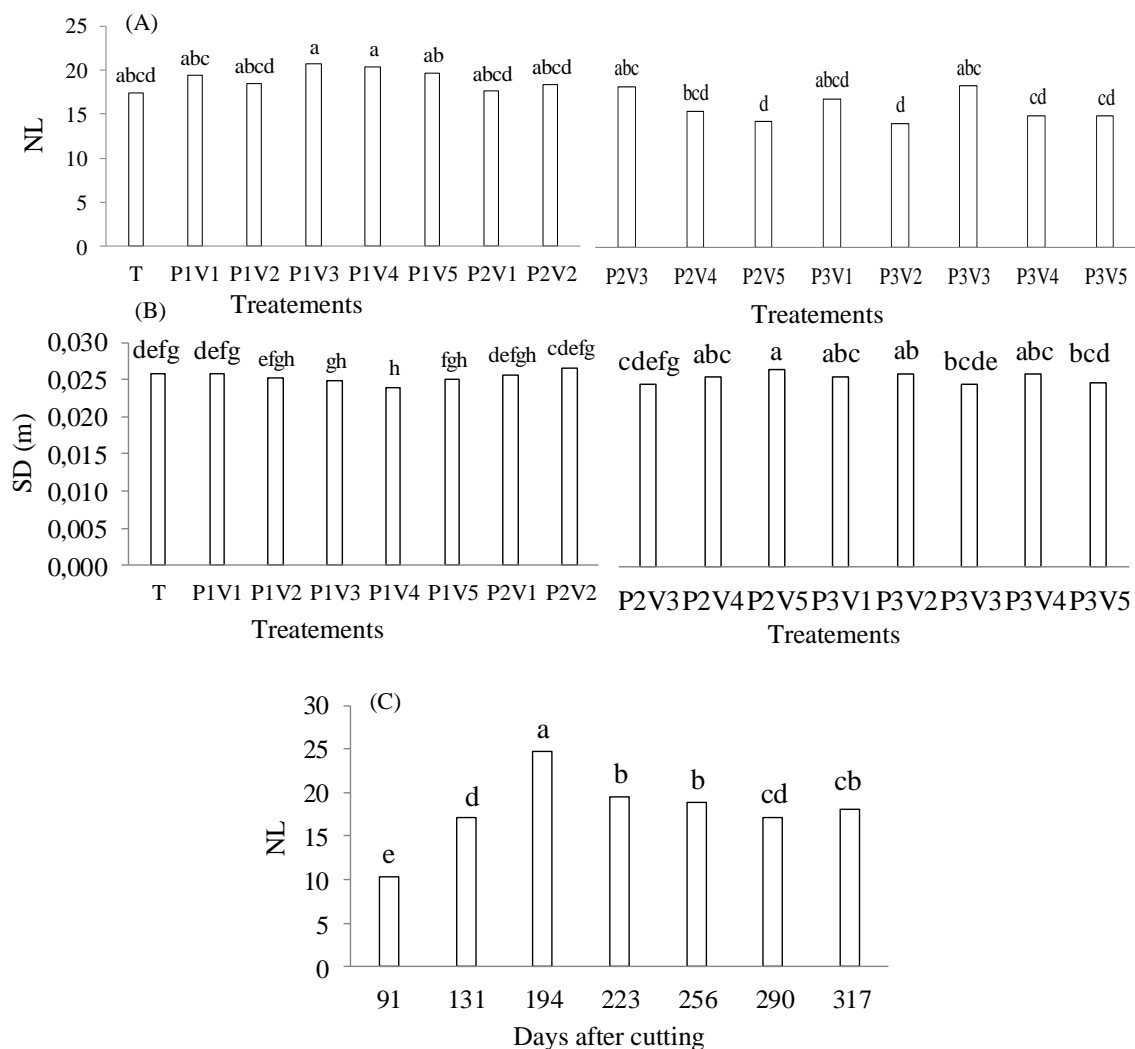 (A)
NL
25
20
15
10
5
0
abcd
abc
abcd
a
a
ab
abcd
abcd
abc
bcd
d
abcd
d
abc
cd
cd
T P1V1 P1V2 P1V3 P1V4 P1V5 P2V1 P2V2
P2V3 P2V4 P2V5 P3V1 P3V2 P3V3 P3V4 P3V5
Treatements
Treatements
(B)
SD (m)
0,030
0,025
0,020
0,015
0,010
0,005
0,000
defg
defg
efgh
gh
h
fgh
defgh
cdefg
cdefg
abc
a
abc
ab
bcde
abc
bcd
T P1V1 P1V2 P1V3 P1V4 P1V5 P2V1 P2V2
P2V3 P2V4 P2V5 P3V1 P3V2 P3V3 P3V4 P3V5
Treatements
Treatements
(C)
NL
30
25
20
15
10
5
0
e
d
a
b
b
cd
cb
91 131 194 223 256 290 317
Days after cutting